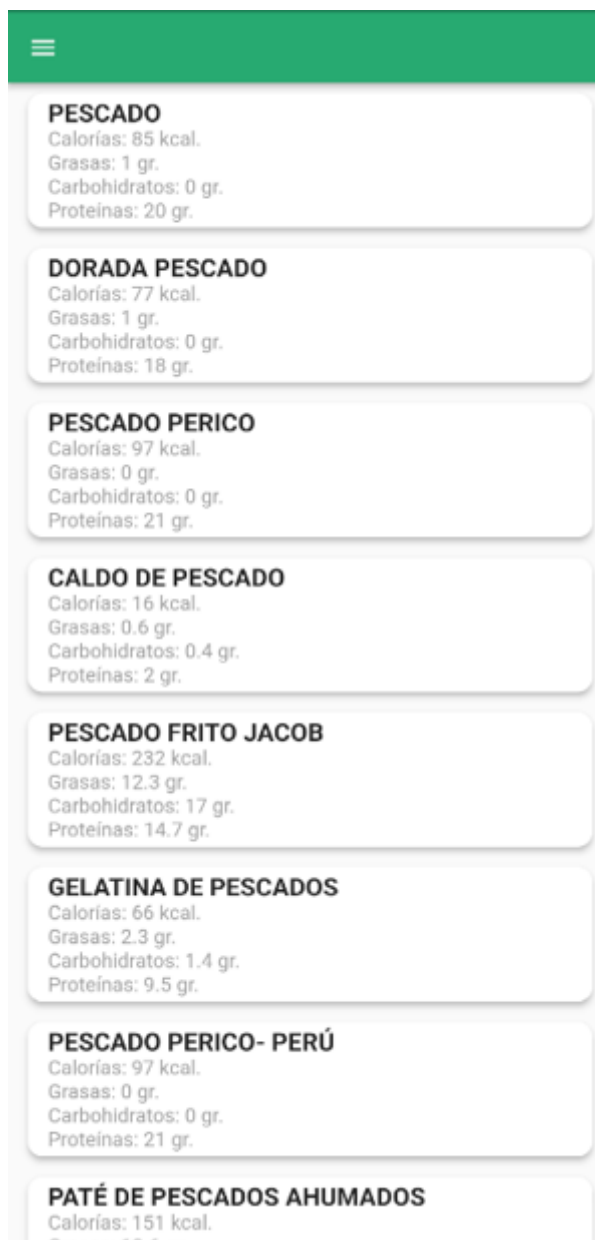 PESCADO
Calorías: 85 kcal.
Grasas: 1 gr.
Carbohidratos: 0 gr.
Proteínas: 20 gr.
DORADA PESCADO
Calorías: 77 kcal.
Grasas: 1 gr.
Carbohidratos: 0 gr.
Proteínas: 18 gr.
PESCADO PERICO
Calorías: 97 kcal.
Grasas: 0 gr.
Carbohidratos: 0 gr.
Proteínas: 21 gr.
CALDO DE PESCADO
Calorías: 16 kcal.
Grasas: 0.6 gr.
Carbohidratos: 0.4 gr.
Proteínas: 2 gr.
PESCADO FRITO JACOB
Calorías: 232 kcal.
Grasas: 12.3 gr.
Carbohidratos: 17 gr.
Proteínas: 14.7 gr.
GELATINA DE PESCADOS
Calorías: 66 kcal.
Grasas: 2.3 gr.
Carbohidratos: 1.4 gr.
Proteínas: 9.5 gr.
PESCADO PERICO- PERÚ
Calorías: 97 kcal.
Grasas: 0 gr.
Carbohidratos: 0 gr.
Proteínas: 21 gr.
PATÉ DE PESCADOS AHUMADOS
Calorías: 151 kcal.